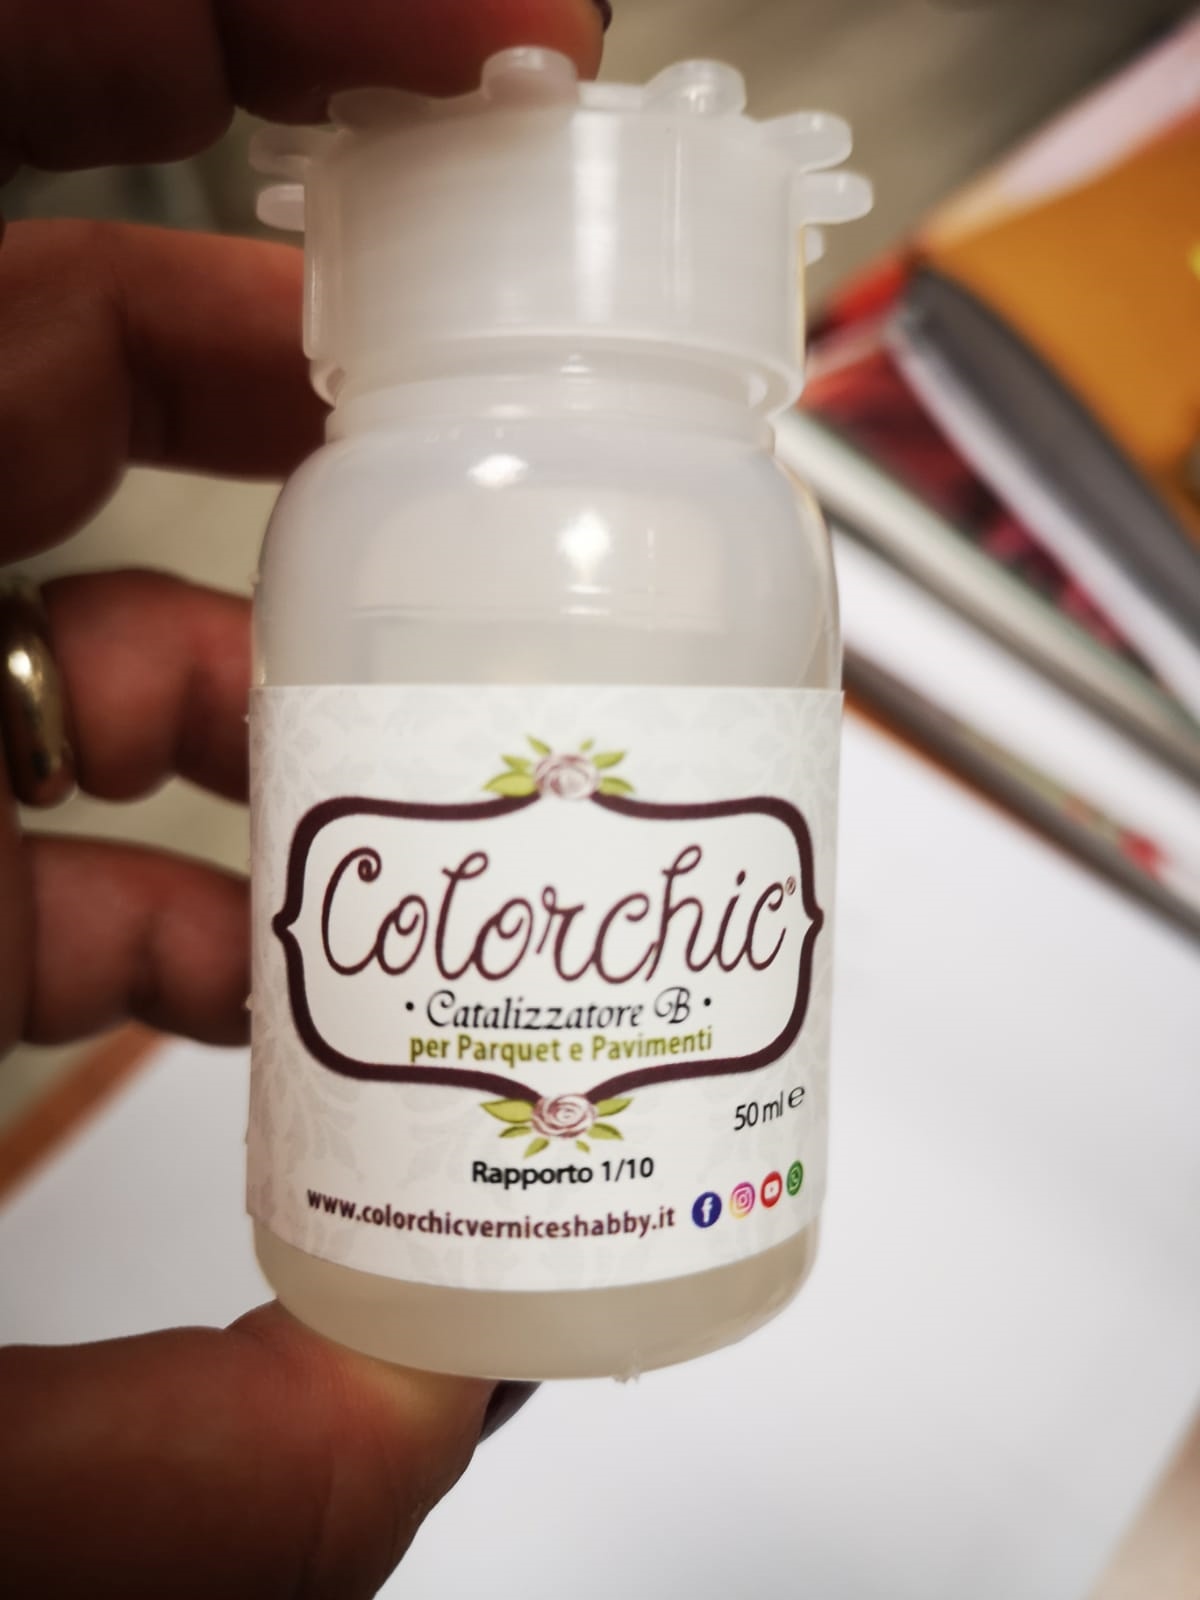 Colorchic®
· Catalizzatore B ·
per Parquet e Pavimenti
50 ml ℮
Rapporto 1/10
www.colorchicverniceshabby.it